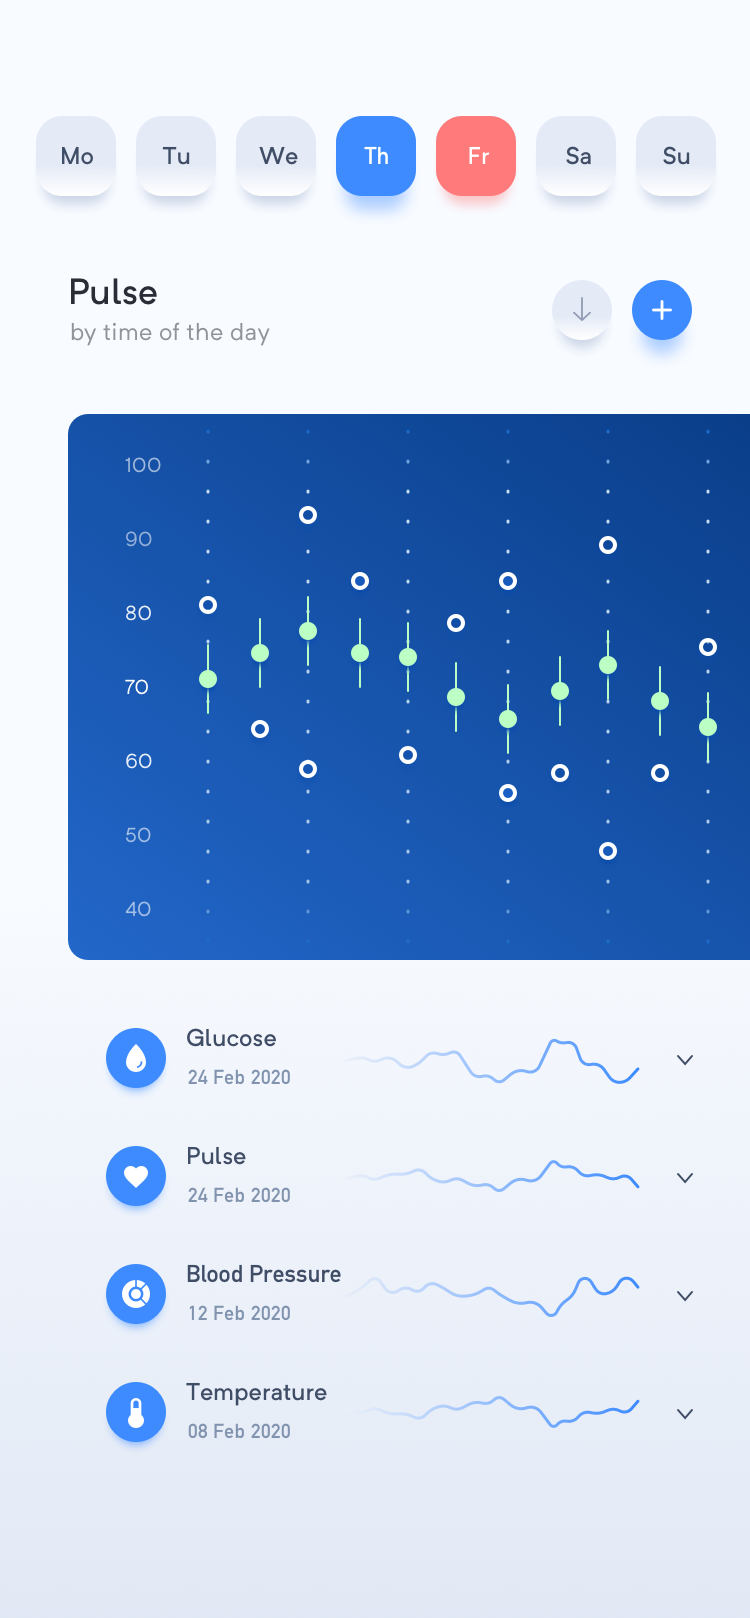 Mo Tu We Th Fr Sa Su
Pulse
by time of the day
100
90
80
70
60
50
40
Glucose
24 Feb 2020
Pulse
24 Feb 2020
Blood Pressure
12 Feb 2020
Temperature
08 Feb 2020